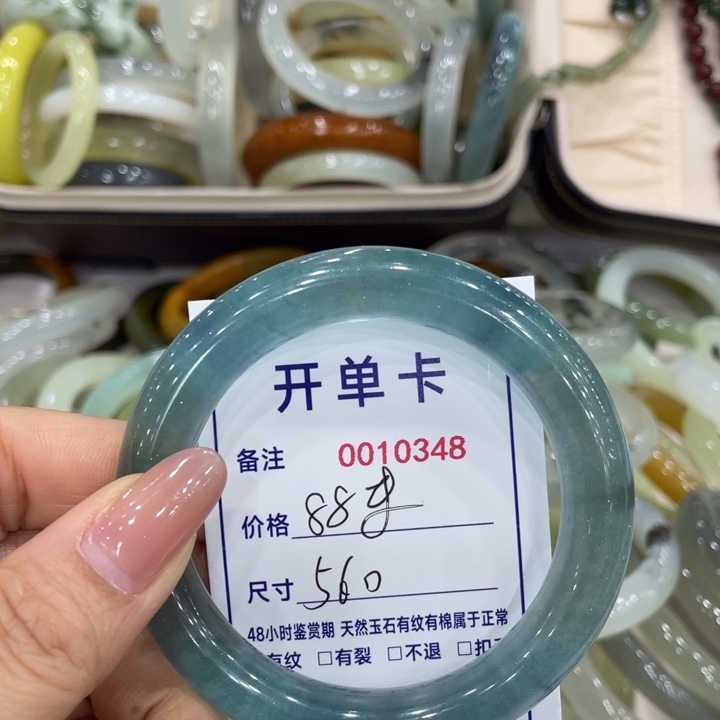 开单卡
备注 0010348
价格 88
尺寸 560
48小时鉴赏期 天然玉石有纹有棉属于正常
有纹 □有裂 □不退 □扣